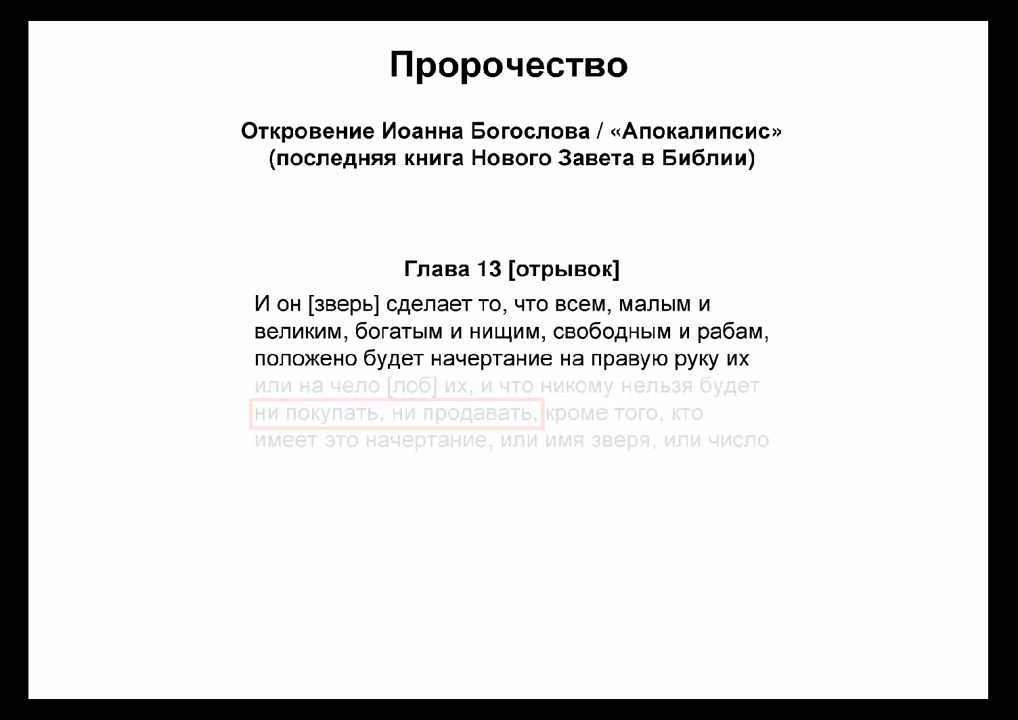 Пророчество
Откровение Иоанна Богослова / «Апокалипсис»
(последняя книга Нового Завета в Библии)
Глава 13 [отрывок]
И он [зверь] сделает то, что всем, малым и
великим, богатым и нищим, свободным и рабам,
положено будет начертание на правую руку их
или на чело [лоб] их, и что никому нельзя будет
ни покупать, ни продавать, кроме того, кто
имеет это начертание, или имя зверя, или число